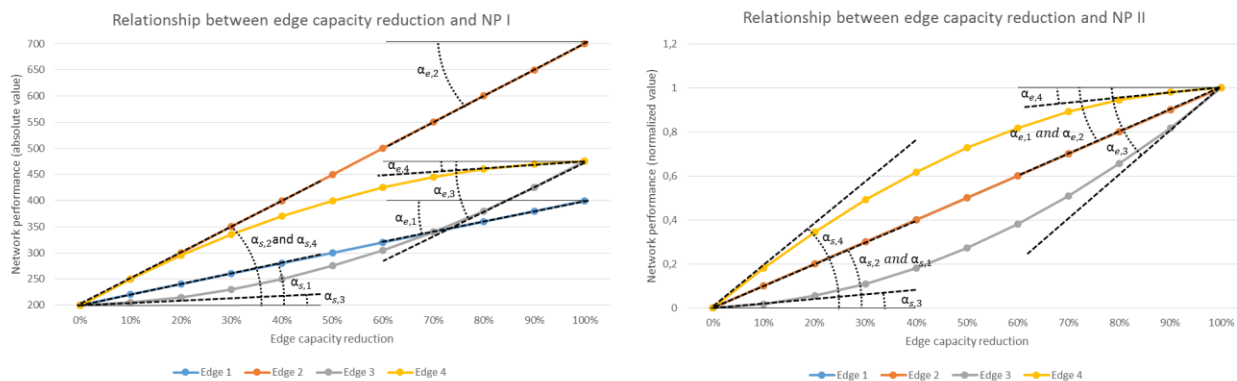 Relationship between edge capacity reduction and NP I
Network performance (absolute value)
700
650
600
550
500
450
400
350
300
250
200
αe,2
αe,4
αe,3
αe,1
αs,2 and αs,4
αs,1
αs,3
0% 10% 20% 30% 40% 50% 60% 70% 80% 90% 100%
Edge capacity reduction
Edge 1 Edge 2 Edge 3 Edge 4
Relationship between edge capacity reduction and NP II
Network performance (normalized value)
1,2
1
0,8
0,6
0,4
0,2
0
αe,4
αe,1 and αe,2
αe,3
αs,4
αs,2 and αs,1
αs,3
0% 10% 20% 30% 40% 50% 60% 70% 80% 90% 100%
Edge capacity reduction
Edge 1 Edge 2 Edge 3 Edge 4